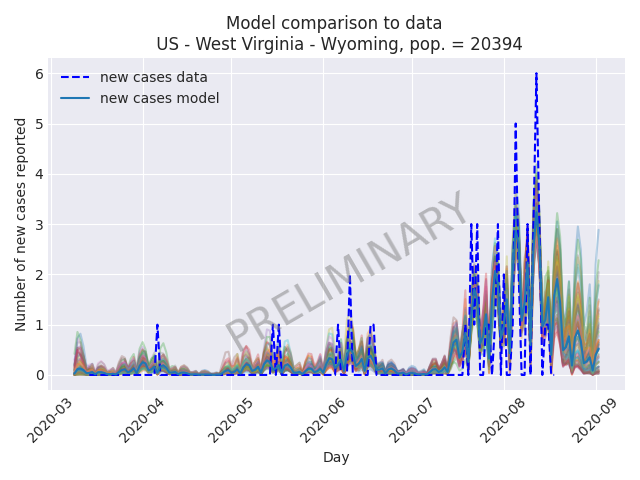 Model comparison to data
US - West Virginia - Wyoming, pop. = 20394
new cases data
new cases model
PRELIMINARY
Number of new cases reported
6
5
4
3
2
1
0
2020-03
2020-04
2020-05
2020-06
2020-07
2020-08
2020-09
Day